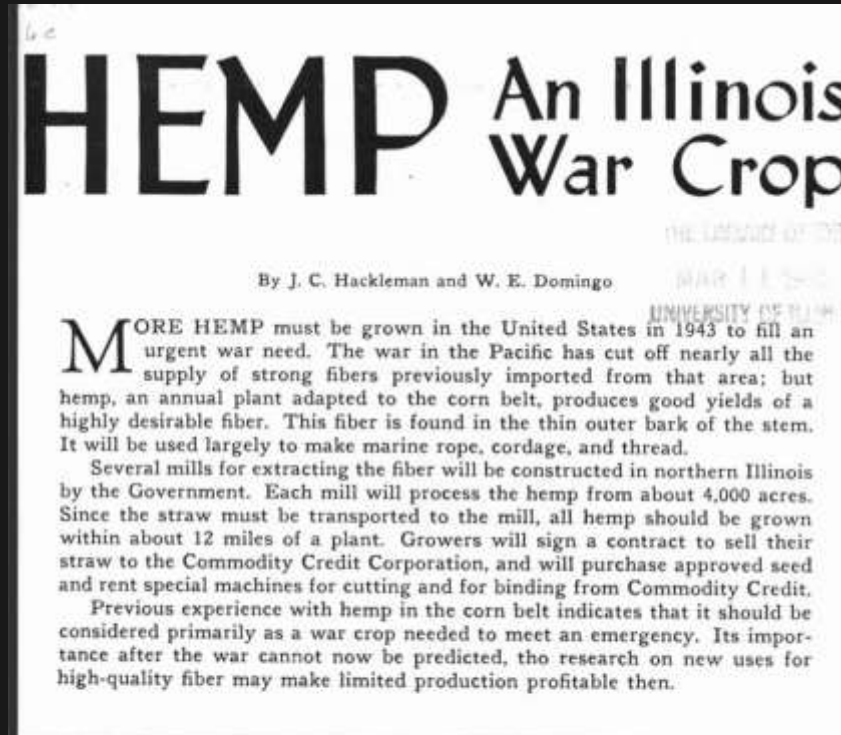 HEMP An Illinois
War Crop
By J. C. Hackleman and W. E. Domingo
UNIVERSITY OF
MORE HEMP must be grown in the United States in 1943 to fill an
urgent war need. The war in the Pacific has cut off nearly all the
supply of strong fibers previously imported from that area; but
hemp, an annual plant adapted to the corn belt, produces good yields of a
highly desirable fiber. This fiber is found in the thin outer bark of the stem.
It will be used largely to make marine rope, cordage, and thread.
Several mills for extracting the fiber will be constructed in northern Illinois
by the Government. Each mill will process the hemp from about 4,000 acres.
Since the straw must be transported to the mill, all hemp should be grown
within about 12 miles of a plant. Growers will sign a contract to sell their
straw to the Commodity Credit Corporation, and will purchase approved seed
and rent special machines for cutting and for binding from Commodity Credit.
Previous experience with hemp in the corn belt indicates that it should be
considered primarily as a war crop needed to meet an emergency. Its impor-
tance after the war cannot now be predicted, tho research on new uses for
high-quality fiber may make limited production profitable then.